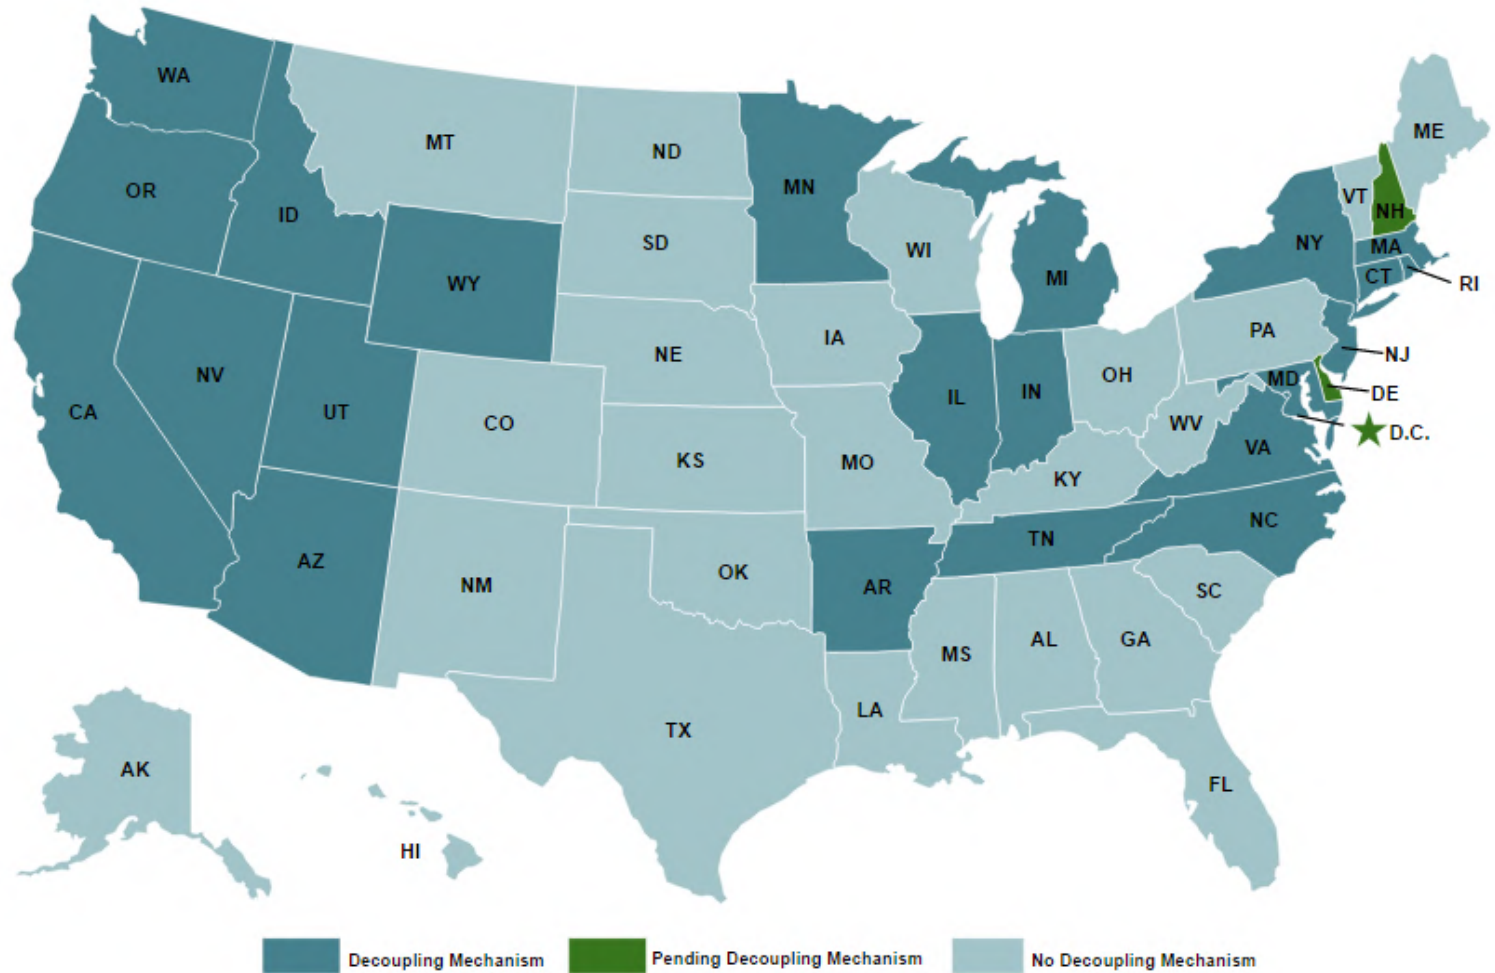 WA
MT
ND
MN
ME
OR
ID
SD
WI
VT
NH
NY
MA
WY
MI
CT
RI
NE
IA
PA
NJ
NV
UT
CO
IL
IN
OH
MD
DE
CA
KS
MO
WV
VA
D.C.
KY
AZ
NM
OK
AR
TN
NC
SC
MS
AL
GA
TX
LA
AK
FL
HI
Decoupling Mechanism
Pending Decoupling Mechanism
No Decoupling Mechanism